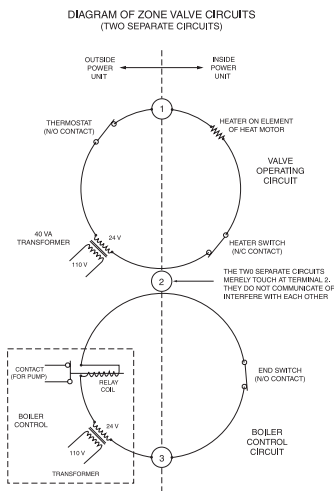 DIAGRAM OF ZONE VALVE CIRCUITS
(TWO SEPARATE CIRCUITS)
OUTSIDE
POWER
UNIT
INSIDE
POWER
UNIT
1
THERMOSTAT
(N/O CONTACT)
HEATER ON ELEMENT
OF HEAT MOTOR
VALVE
OPERATING
CIRCUIT
40 VA
TRANSFORMER
24 V
110 V
HEATER SWITCH
(N/C CONTACT)
2
THE TW0 SEPARATE CIRCUITS
MERELY TOUCH AT TERMINAL 2.
THEY DO NOT COMMUNICATE OR
INTERFERE WITH EACH OTHER
CONTACT
(FOR PUMP)
RELAY
COIL
END SWITCH
(N/O CONTACT)
BOILER
CONTROL
24 V
110 V
TRANSFORMER
BOILER
CONTROL
CIRCUIT
3